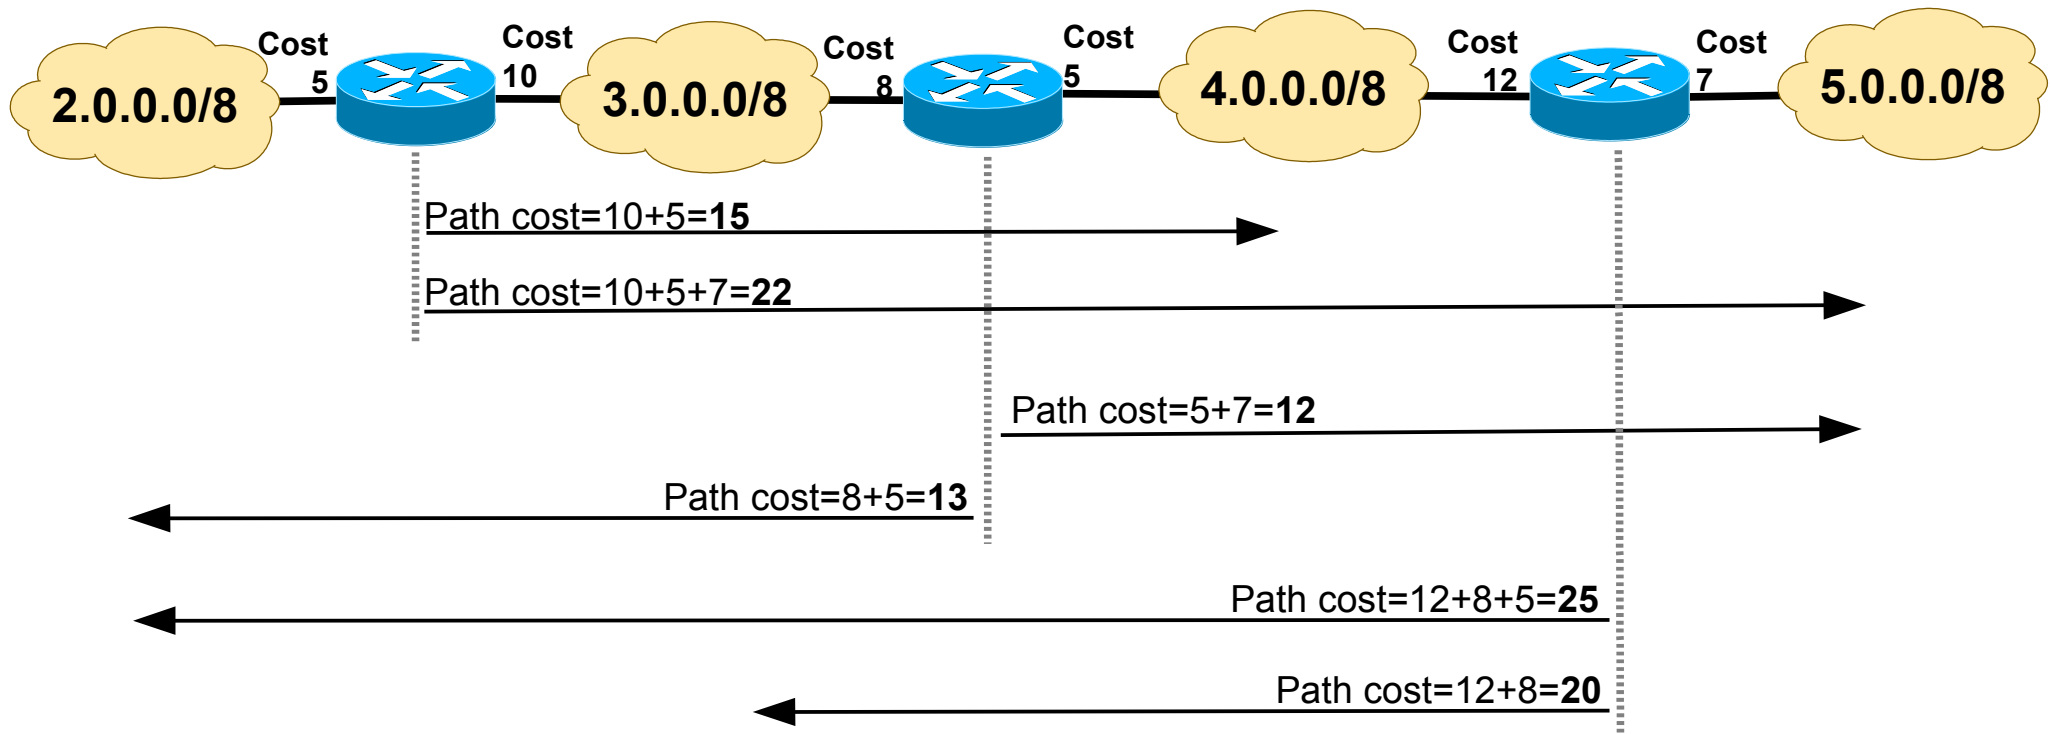 2.0.0.0/8
Cost
5
Cost
10
3.0.0.0/8
Cost
8
Cost
5
4.0.0.0/8
Cost
12
Cost
7
5.0.0.0/8
Path cost=10+5=15
Path cost=10+5+7=22
Path cost=5+7=12
Path cost=8+5=13
Path cost=12+8+5=25
Path cost=12+8=20